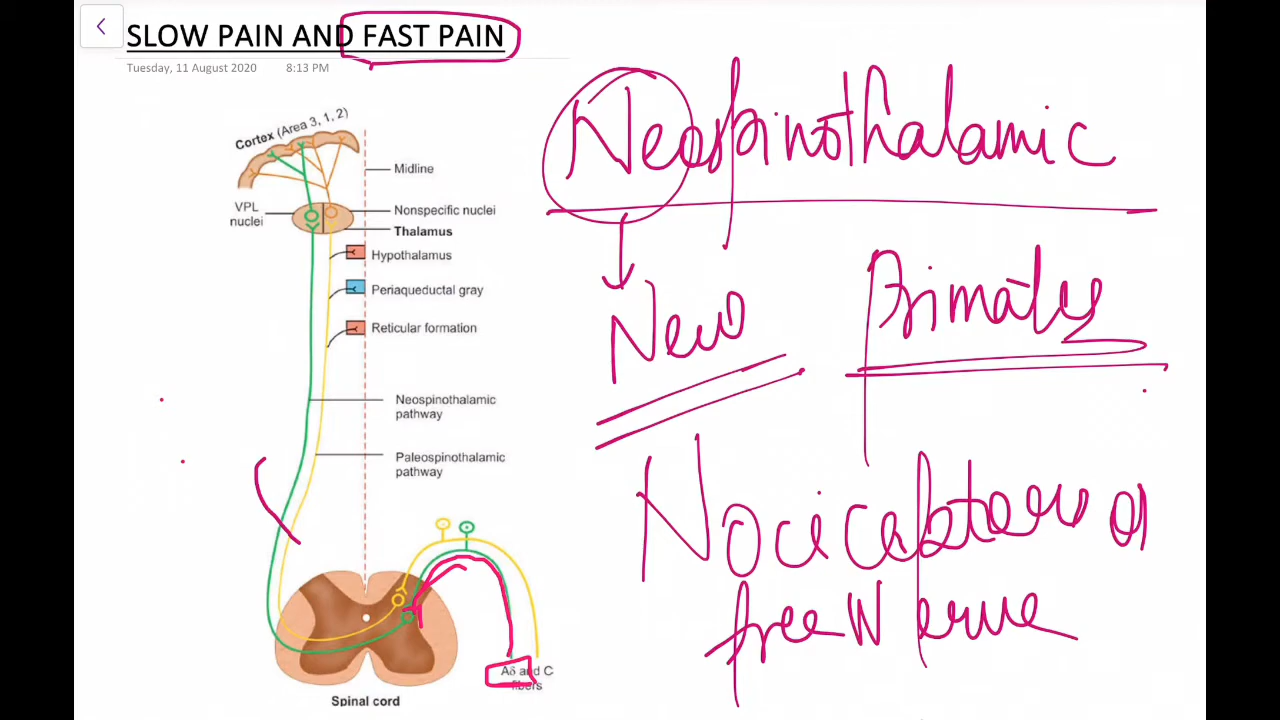 SLOW PAIN AND FAST PAIN
Tuesday, 11 August 2020 8:13 PM
Cortex (Area 3, 1, 2)
Midline
VPL
nuclei
Nonspecific nuclei
Thalamus
Hypothalamus
Periaqueductal gray
Reticular formation
Neospinothalamic
pathway
Paleospinothalamic
pathway
Aδ and C
fibers
Spinal cord
Neospinothalamic
New
Primates
Nociceptors or
free Nerve